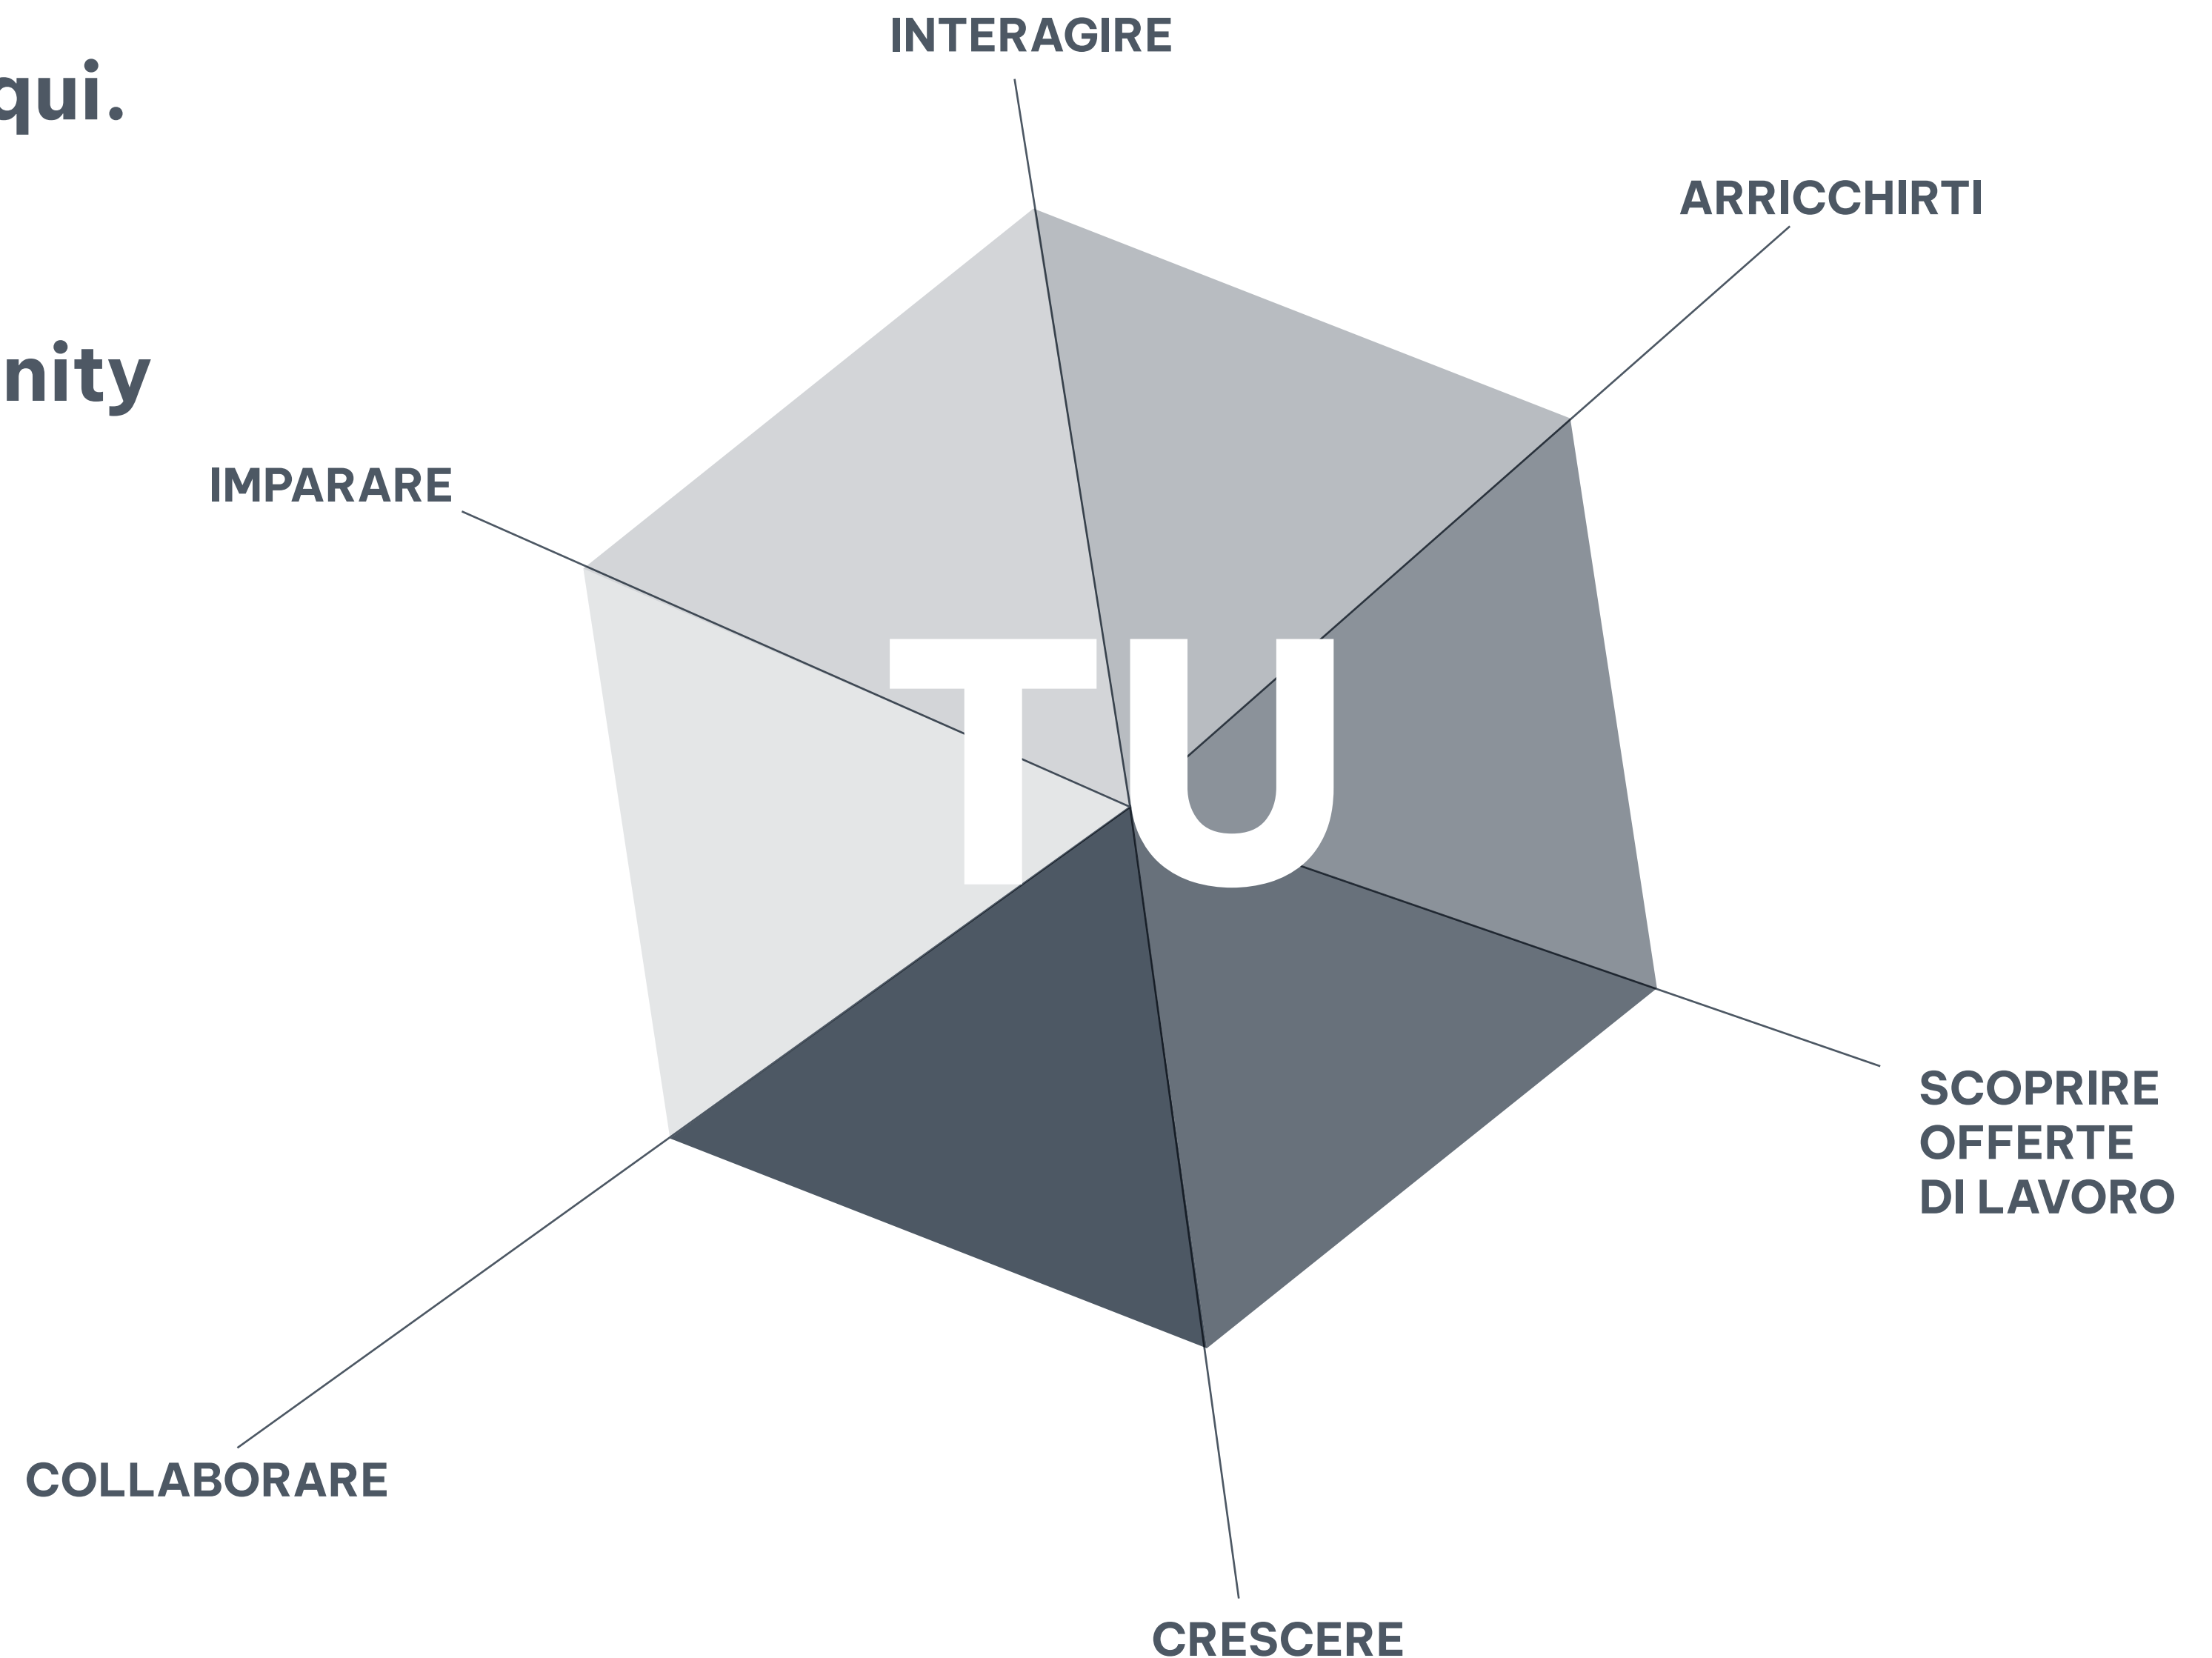 INTERAGIRE
qui.
ARRICCHIRTI
nity
IMPARARE
TU
SCOPRIRE
OFFERTE
DI LAVORO
COLLABORARE
CRESCERE